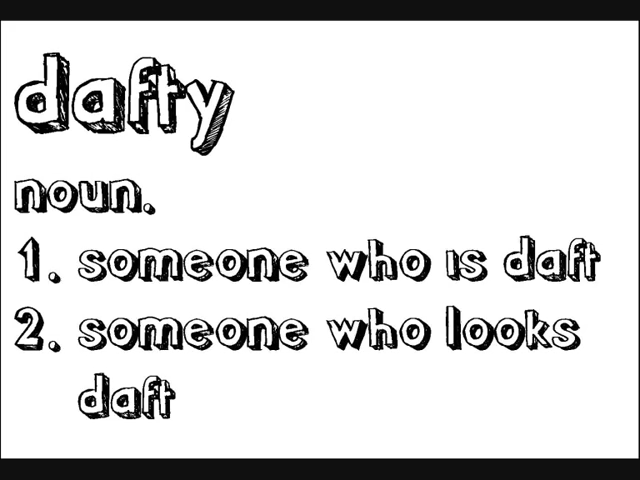 dafty
noun.
1. someone who is daft
2. someone who looks
daft